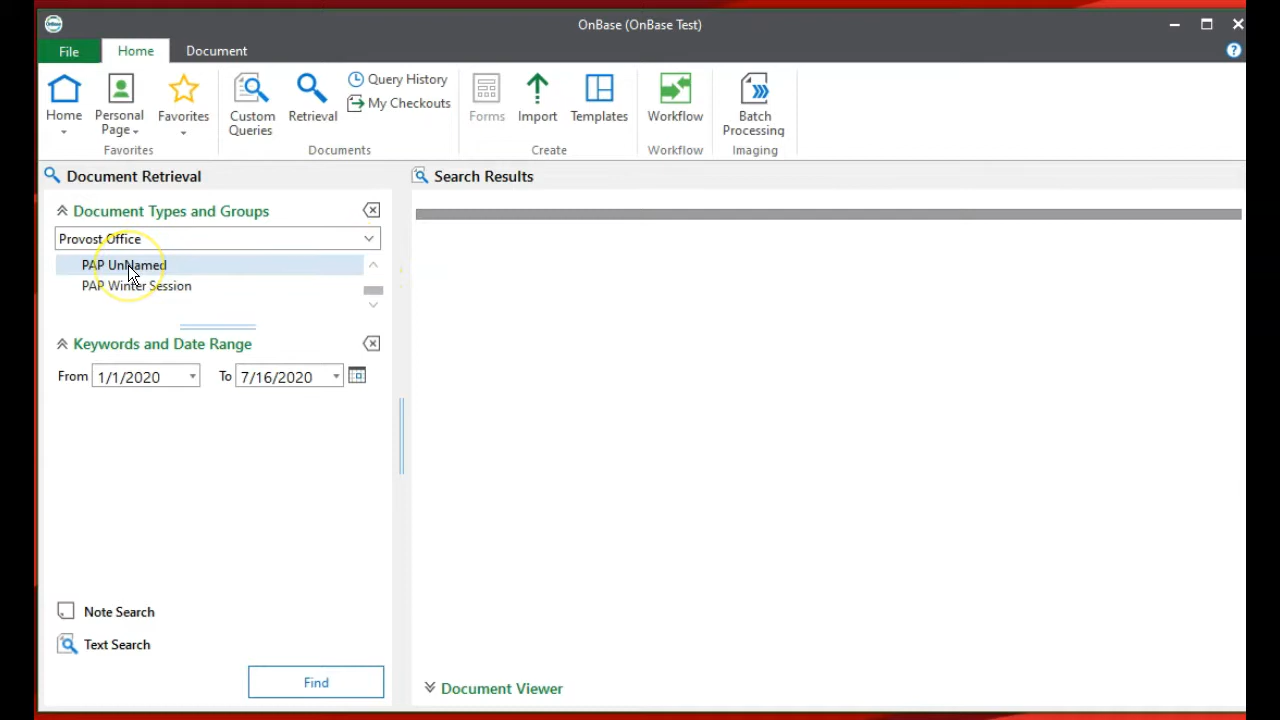 OnBase (OnBase Test)
File
Home
Document
?
Home
Personal Page
Favorites
Favorites
Custom Queries
Retrieval
Query History
My Checkouts
Documents
Forms
Import
Templates
Create
Workflow
Workflow
Batch Processing
Imaging
Document Retrieval
Document Types and Groups
Provost Office
PAP UnNamed
PAP Winter Session
Keywords and Date Range
From 1/1/2020 To 7/16/2020
Note Search
Text Search
Find
Search Results
Document Viewer